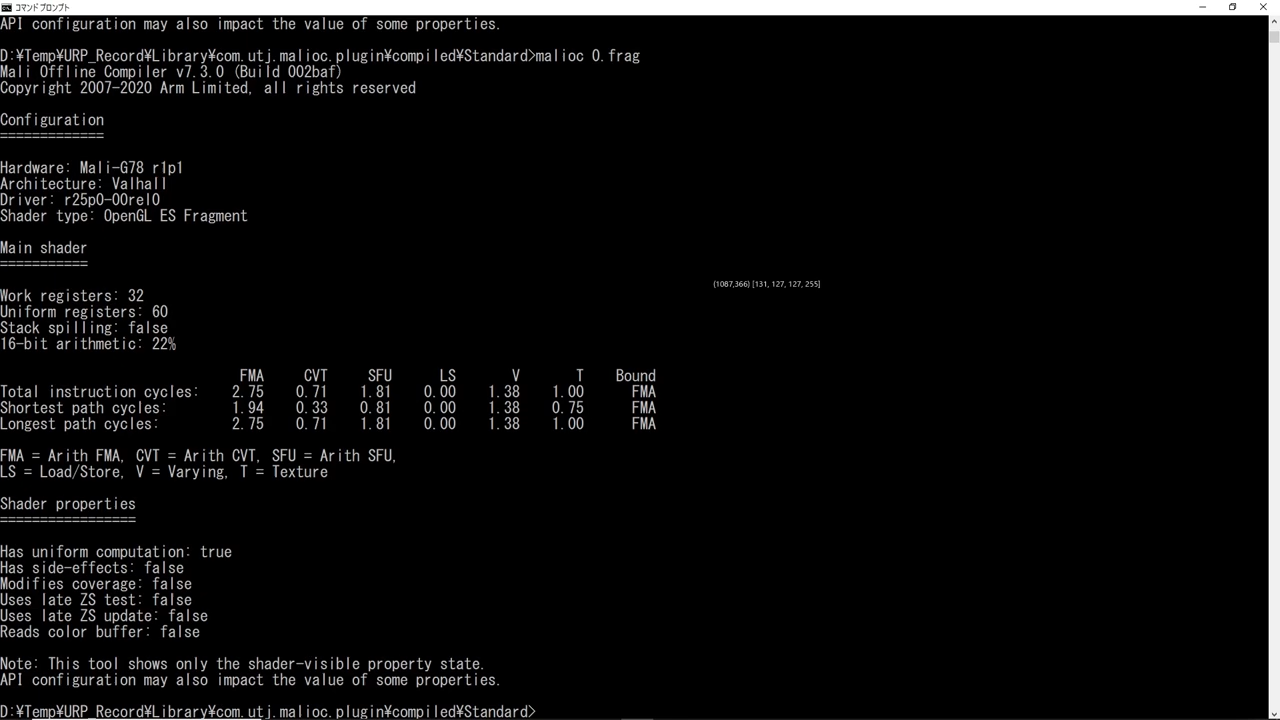 コマンド プロンプト
API configuration may also impact the value of some properties.
D:¥Temp¥URP_Record¥Library¥com.utj.malioc.plugin¥compiled¥Standard>malioc 0.frag
Mali Offline Compiler v7.3.0 (Build 002baf)
Copyright 2007-2020 Arm Limited, all rights reserved
Configuration
=============
Hardware: Mali-G78 r1p1
Architecture: Valhall
Driver: r25p0-00rel0
Shader type: OpenGL ES Fragment
Main shader
===========
(1087,366) [131, 127, 127, 255]
Work registers: 32
Uniform registers: 60
Stack spilling: false
16-bit arithmetic: 22%
FMA CVT SFU LS V T Bound
Total instruction cycles: 2.75 0.71 1.81 0.00 1.38 1.00 FMA
Shortest path cycles: 1.94 0.33 0.81 0.00 1.38 0.75 FMA
Longest path cycles: 2.75 0.71 1.81 0.00 1.38 1.00 FMA
FMA = Arith FMA, CVT = Arith CVT, SFU = Arith SFU,
LS = Load/Store, V = Varying, T = Texture
Shader properties
=================
Has uniform computation: true
Has side-effects: false
Modifies coverage: false
Uses late ZS test: false
Uses late ZS update: false
Reads color buffer: false
Note: This tool shows only the shader-visible property state.
API configuration may also impact the value of some properties.
D:¥Temp¥URP_Record¥Library¥com.utj.malioc.plugin¥compiled¥Standard>